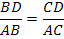 BD/AB = CD/AC